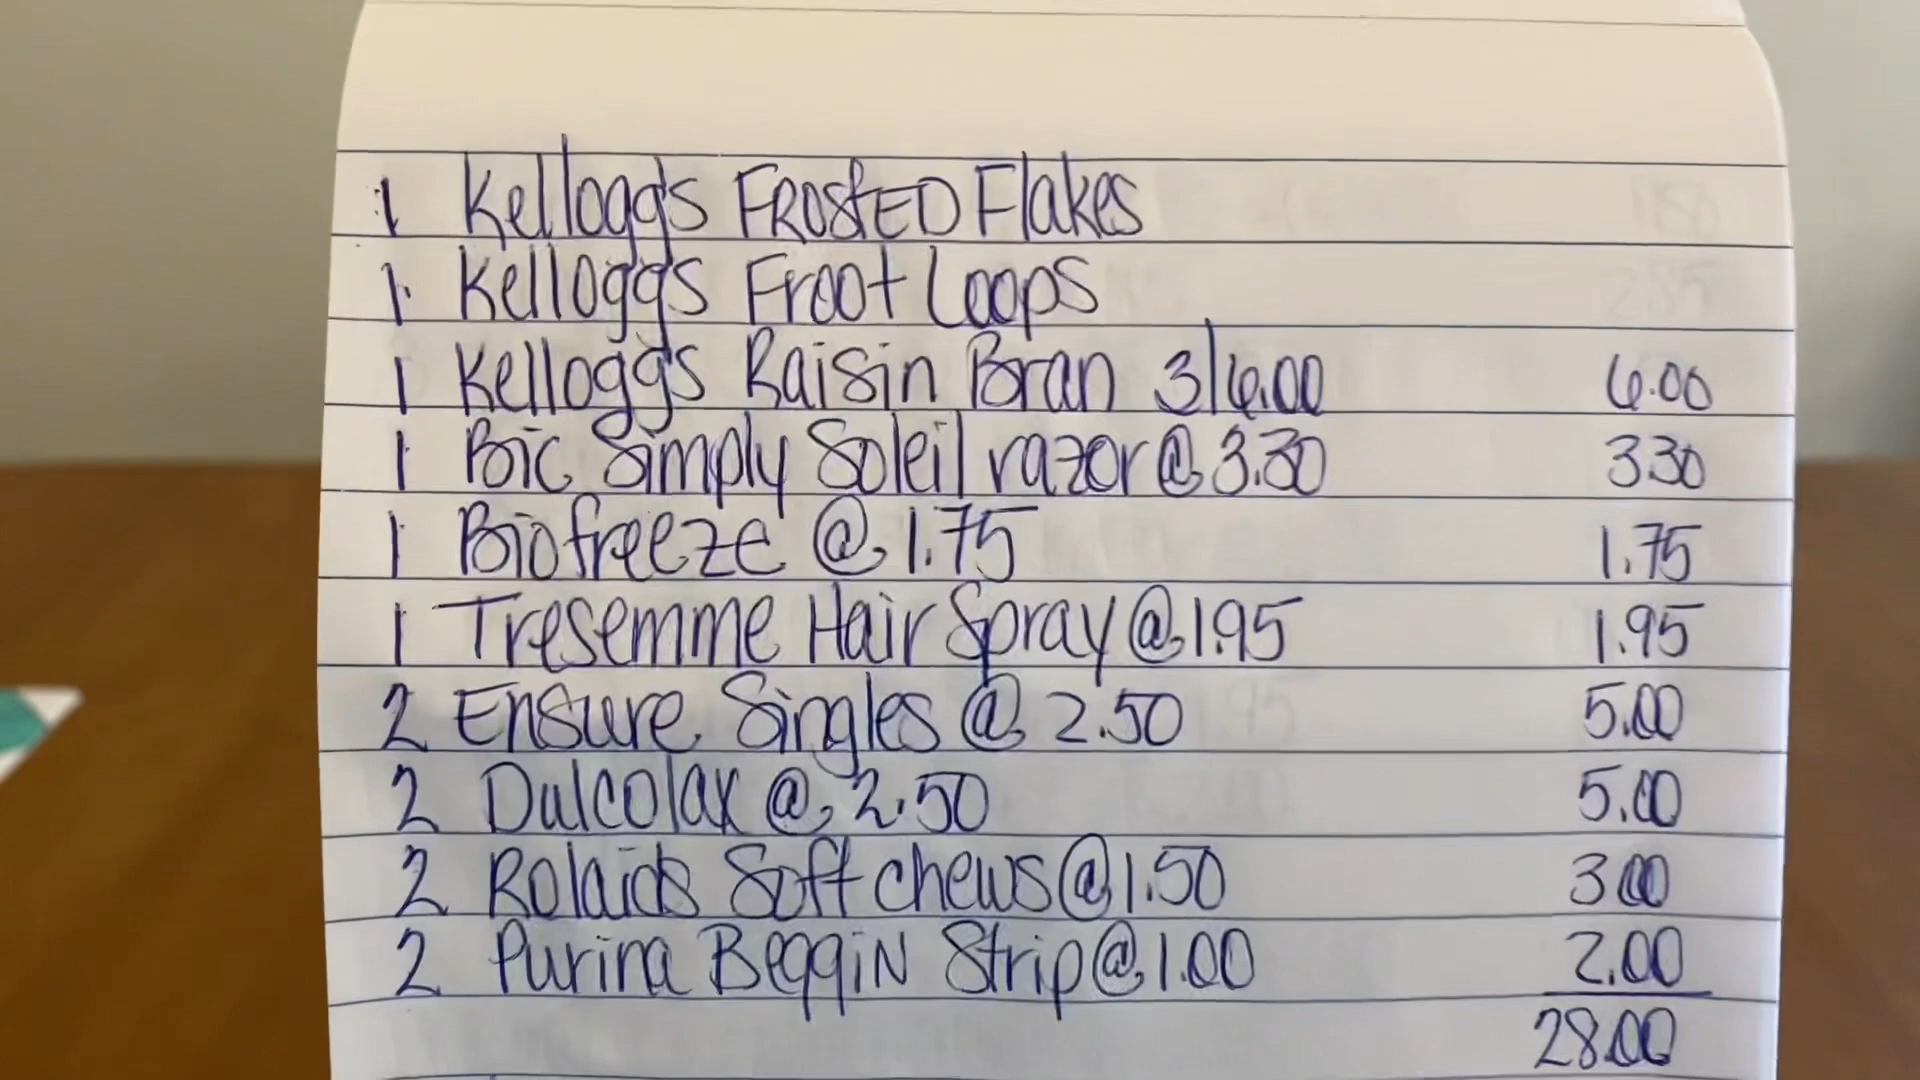 1 Kellogg's FROSTED Flakes
1 Kellogg's Froot Loops
1 Kellogg's Raisin Bran 3/6.00 6.00
1 Bic Simply Soleil razor @ 3.30 3.30
1 Biofreeze @ 1.75 1.75
1 Tresemme Hair Spray @ 1.95 1.95
2 Ensure Singles @ 2.50 5.00
2 Dulcolax @ 2.50 5.00
2 Rolaids Soft chews @ 1.50 3.00
2 Purina BegginN Strip @ 1.00 2.00
28.00